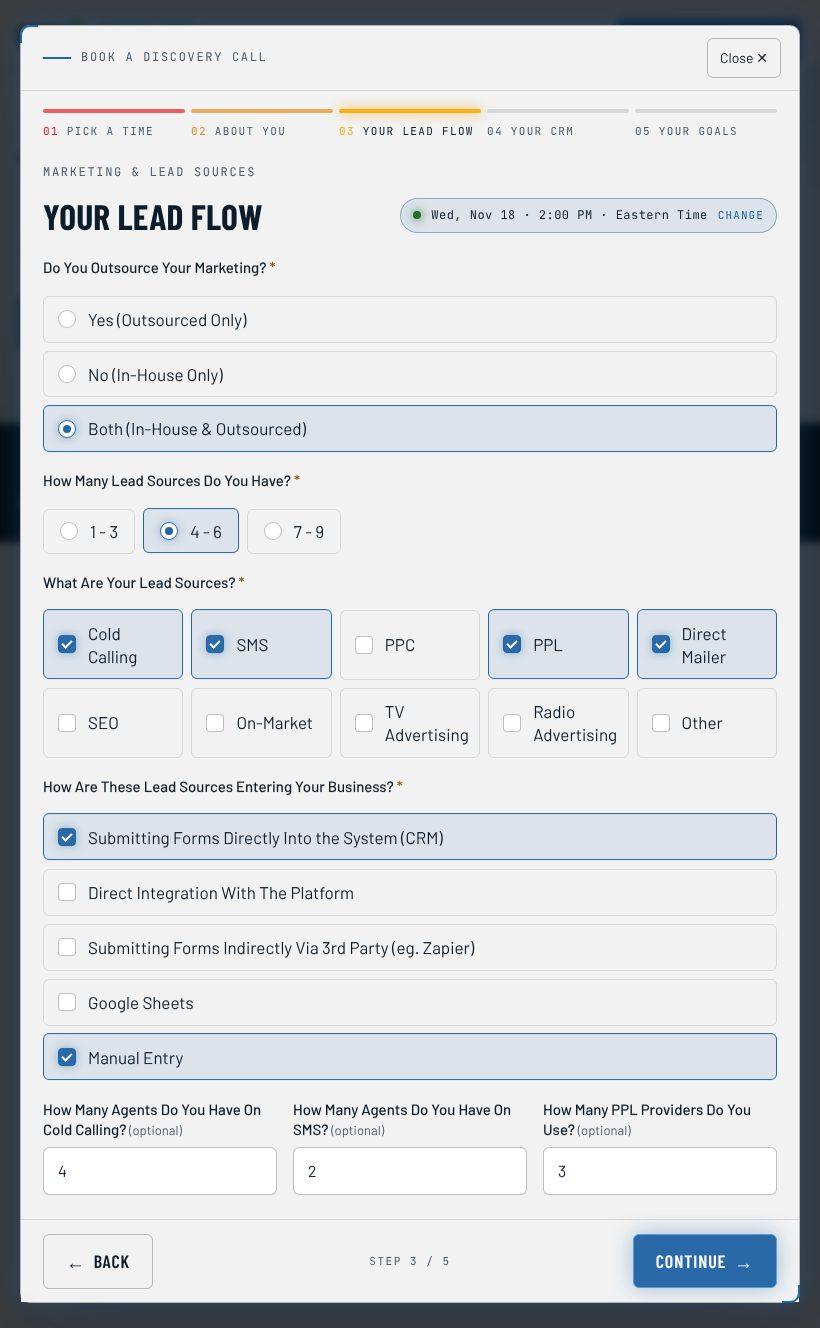 BOOK A DISCOVERY CALL
Close ✕
01 PICK A TIME
02 ABOUT YOU
03 YOUR LEAD FLOW
04 YOUR CRM
05 YOUR GOALS
MARKETING & LEAD SOURCES
YOUR LEAD FLOW
Wed, Nov 18 · 2:00 PM · Eastern Time CHANGE
Do You Outsource Your Marketing? *
Yes (Outsourced Only)
No (In-House Only)
Both (In-House & Outsourced)
How Many Lead Sources Do You Have? *
1 - 3
4 - 6
7 - 9
What Are Your Lead Sources? *
Cold
Calling
SMS
PPC
PPL
Direct
Mailer
SEO
On-Market
TV
Advertising
Radio
Advertising
Other
How Are These Lead Sources Entering Your Business? *
Submitting Forms Directly Into the System (CRM)
Direct Integration With The Platform
Submitting Forms Indirectly Via 3rd Party (eg. Zapier)
Google Sheets
Manual Entry
How Many Agents Do You Have On
Cold Calling? (optional)
4
How Many Agents Do You Have On
SMS? (optional)
2
How Many PPL Providers Do You
Use? (optional)
3
← BACK
STEP 3 / 5
CONTINUE →